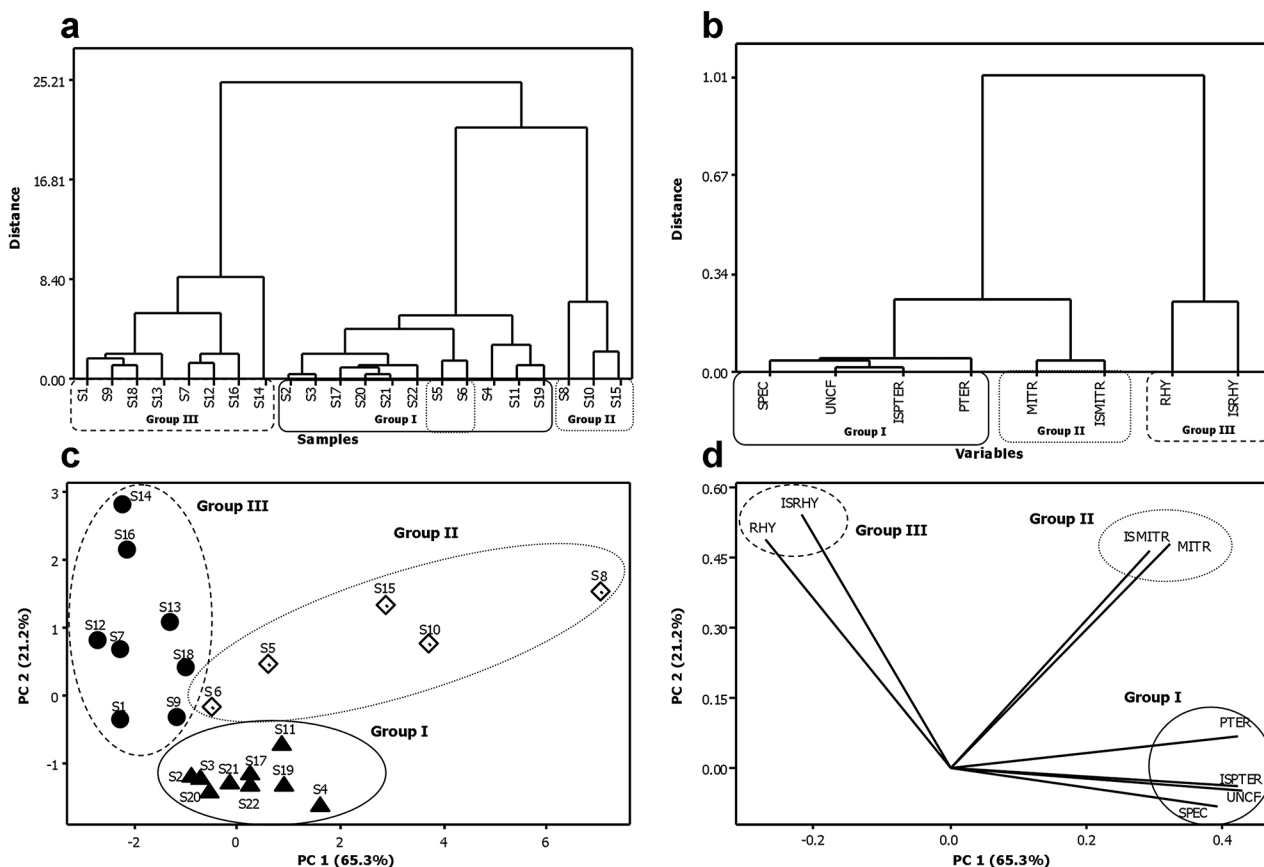 a
25.21
16.81
8.40
0.00
Distance
S1
S9
S18
S13
S7
S12
S16
S14
S2
S3
S17
S20
S21
S22
S5
S6
S4
S11
S19
S8
S10
S15
Group III
Group I
Group II
Samples
b
1.01
0.67
0.34
0.00
Distance
SPEC
UNCF
ISPTER
PTER
MITR
ISMITR
RHY
ISRHY
Group I
Group II
Group III
Variables
c
3
2
1
0
-1
PC 2 (21.2%)
S14
Group III
S16
Group II
S8
S15
S13
S12
S7
S10
S18
S5
S6
S1
S9
Group I
S11
S3
S17
S2
S21
S19
S20
S22
S4
-2
0
2
4
6
PC 1 (65.3%)
d
0.60
0.45
0.30
0.15
0.00
PC 2 (21.2%)
ISRHY
RHY
Group III
Group II
ISMITR
MITR
Group I
PTER
ISPTER
UNCF
SPEC
-0.2
0.0
0.2
0.4
PC 1 (65.3%)